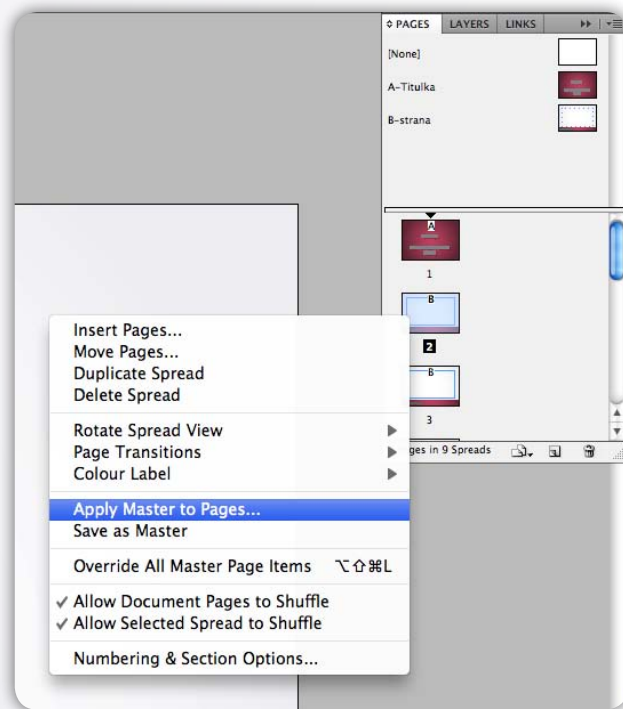 PAGES LAYERS LINKS
[None]
A-Titulka
B-strana
A
1
B
2
B
3
ges in 9 Spreads
Insert Pages...
Move Pages...
Duplicate Spread
Delete Spread
Rotate Spread View
Page Transitions
Colour Label
Apply Master to Pages...
Save as Master
Override All Master Page Items ⌥⇧⌘L
Allow Document Pages to Shuffle
Allow Selected Spread to Shuffle
Numbering & Section Options...